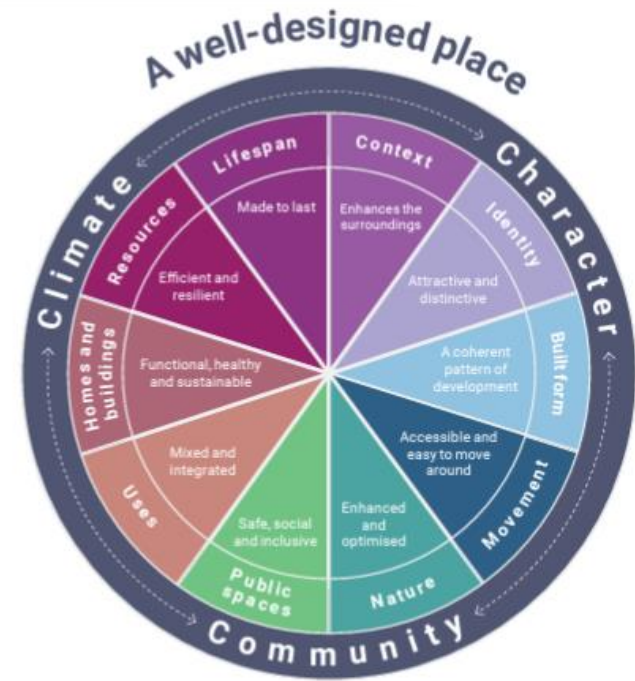 A well-designed place
Climate
Character
Community
Context
Enhances the
surroundings
Identity
Attractive and
distinctive
Built form
A coherent
pattern of
development
Movement
Accessible and
easy to move
around
Nature
Enhanced
and
optimised
Public
spaces
Safe, social
and inclusive
Uses
Mixed and
integrated
Homes and
buildings
Functional, healthy
and sustainable
Resources
Efficient and
resilient
Lifespan
Made to last